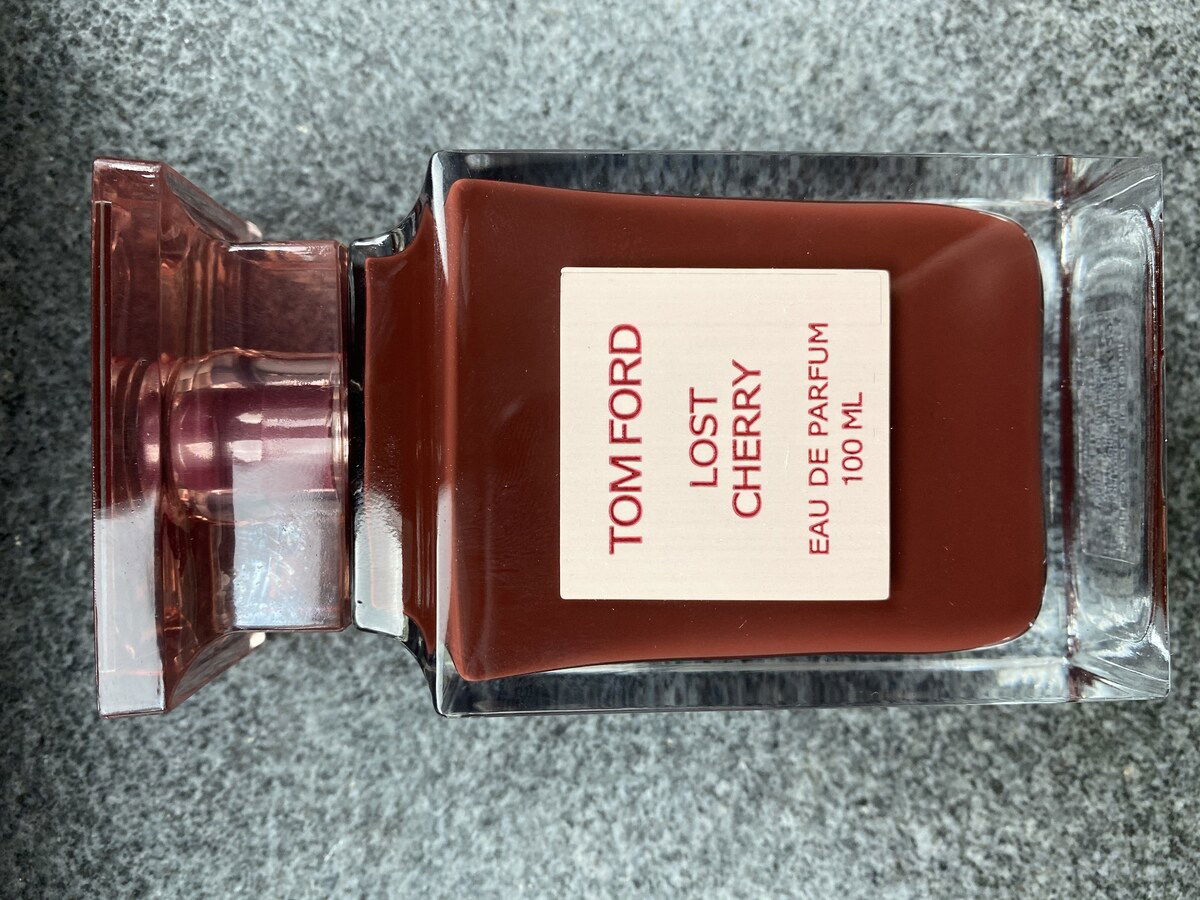 TOM FORD
LOST
CHERRY
EAU DE PARFUM
100 ML